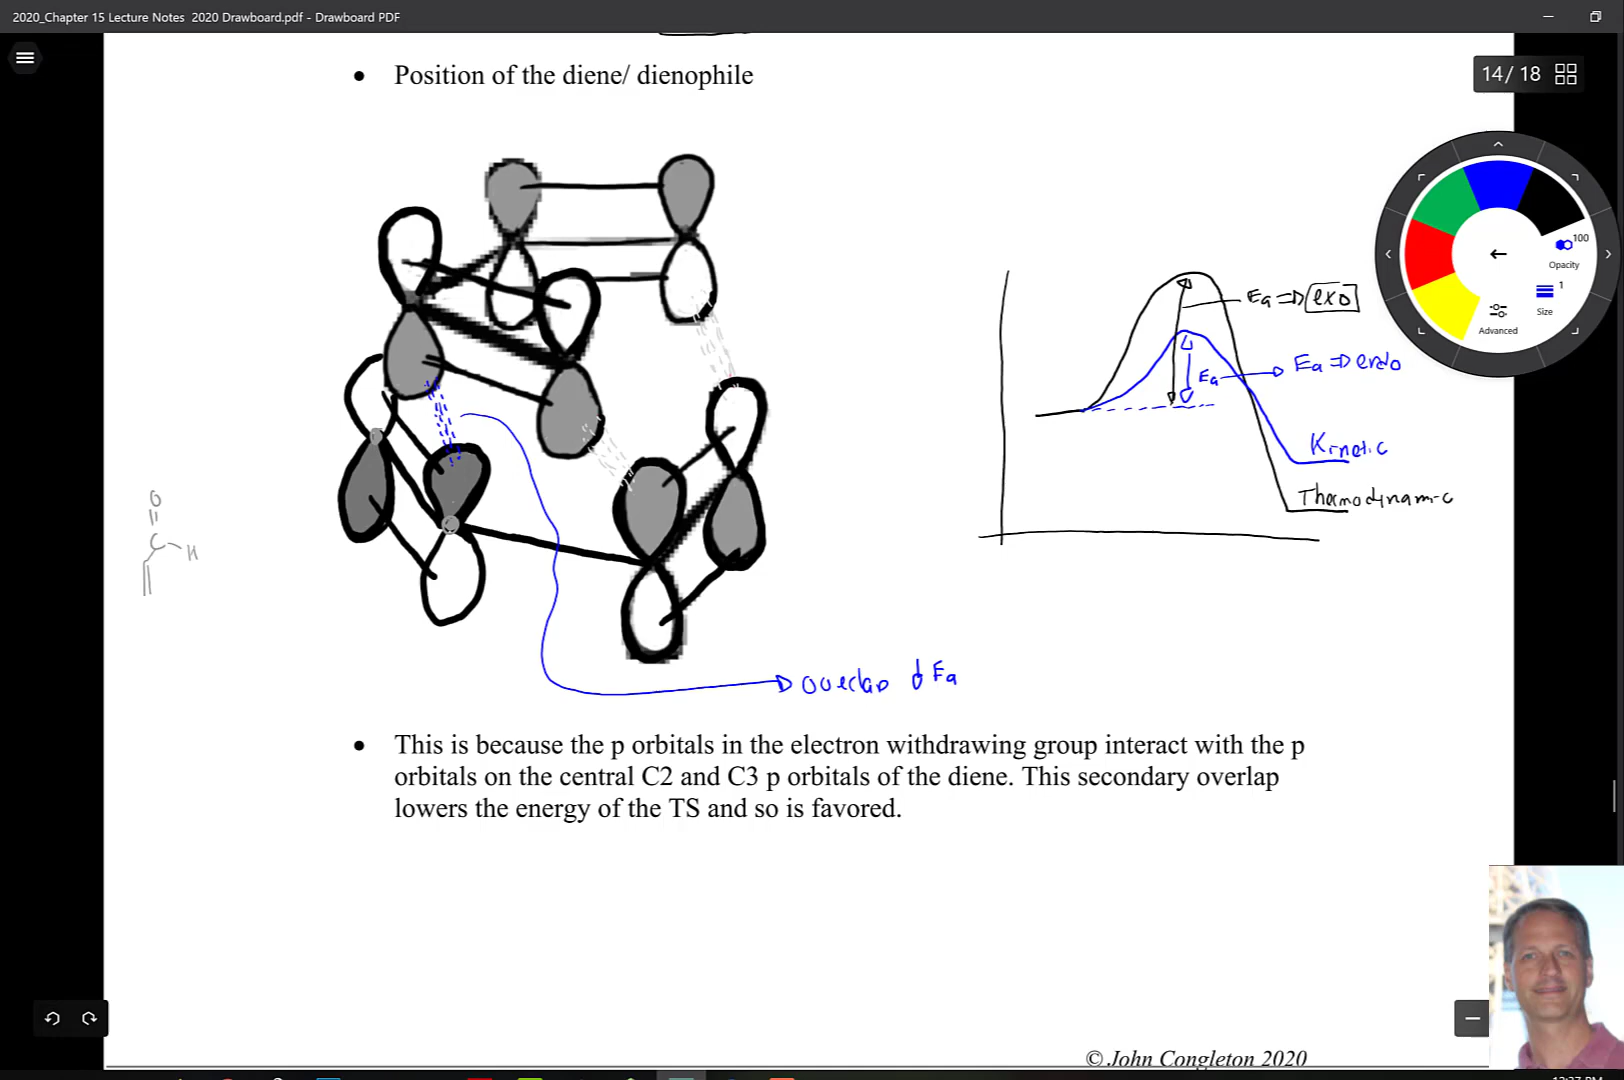 2020_Chapter 15 Lecture Notes 2020 Drawboard.pdf - Drawboard PDF
14 / 18
• Position of the diene/ dienophile
100
Opacity
1
Size
Advanced
Ea ⇒ exo
Ea ⇒ endo
Ea
Kinetic
Thermodynamic
O
C
H
overlap ↓ Ea
• This is because the p orbitals in the electron withdrawing group interact with the p
orbitals on the central C2 and C3 p orbitals of the diene. This secondary overlap
lowers the energy of the TS and so is favored.
© John Congleton 2020